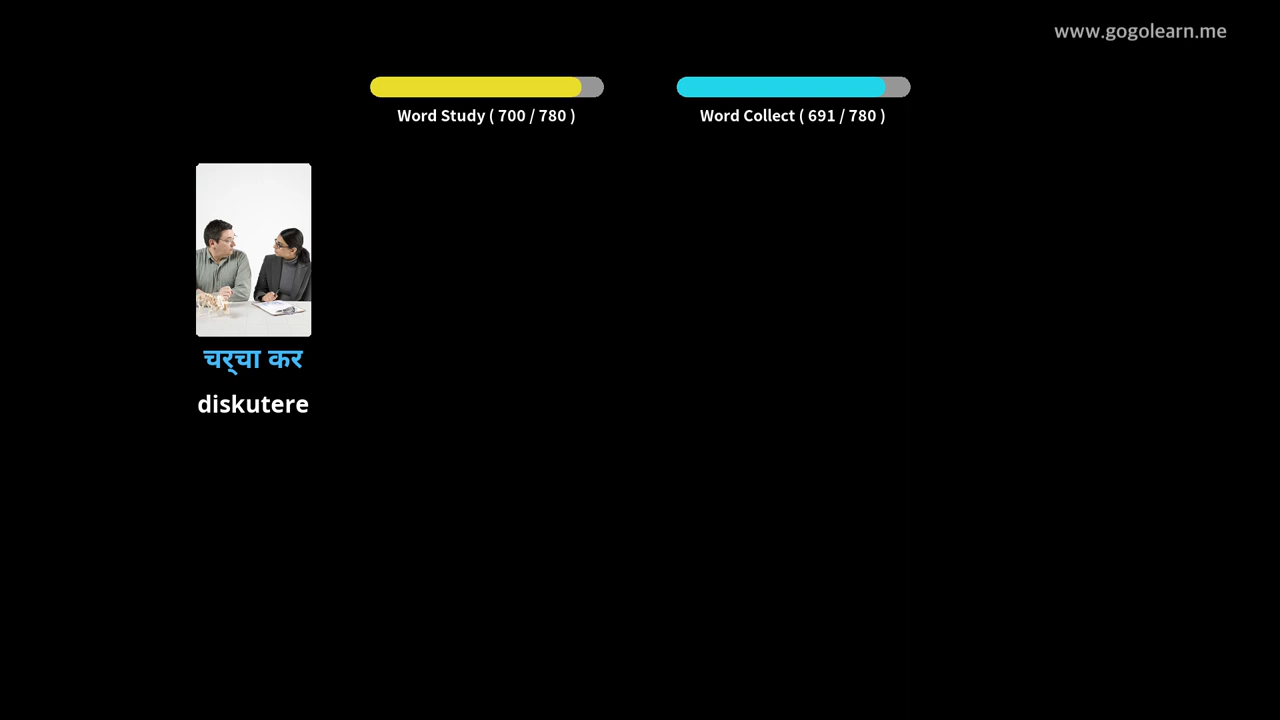 www.gogolearn.me
Word Study ( 700 / 780 )
Word Collect ( 691 / 780 )
चर्‌चा कर
diskutere